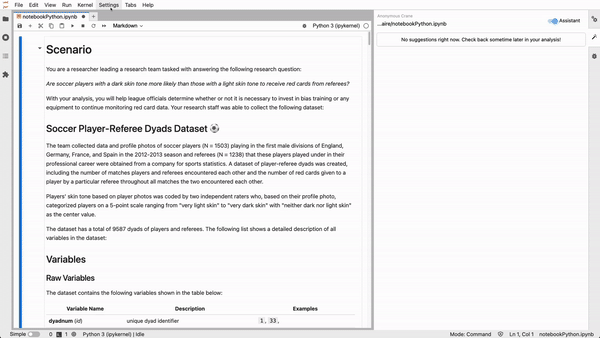 File Edit View Run Kernel Settings Tabs Help
notebookPython.ipynb
Markdown
Python 3 (ipykernel)
Anonymous Crane
...aire/notebookPython.ipynb
Assistant
No suggestions right now. Check back sometime later in your analysis!
Scenario
You are a researcher leading a research team tasked with answering the following research question:
Are soccer players with a dark skin tone more likely than those with a light skin tone to receive red cards from referees?
With your analysis, you will help league officials determine whether or not it is necessary to invest in bias training or any
equipment to continue monitoring red card data. Your research staff was able to collect the following dataset:
Soccer Player-Referee Dyads Dataset ⚽
The team collected data and profile photos of soccer players (N = 1503) playing in the first male divisions of England,
Germany, France, and Spain in the 2012-2013 season and referees (N = 1238) that these players played under in their
professional career were obtained from a company for sports statistics. A dataset of player-referee dyads was created,
including the number of matches players and referees encountered each other and the number of red cards given to a
player by a particular referee throughout all matches the two encountered each other.
Players' skin tone based on player photos was coded by two independent raters who, based on their profile photo,
categorized players on a 5-point scale ranging from "very light skin" to "very dark skin" with "neither dark nor light skin"
as the center value.
The dataset has a total of 9587 dyads of players and referees. The following list shows a detailed description of all
variables in the dataset:
Variables
Raw Variables
The dataset contains the following variables shown in the table below:
Variable Name Description Examples
dyadnum (id) unique dyad identifier 1, 33,
Simple 0 1 Python 3 (ipykernel) | Idle Mode: Command Ln 1, Col 1 notebookPython.ipynb